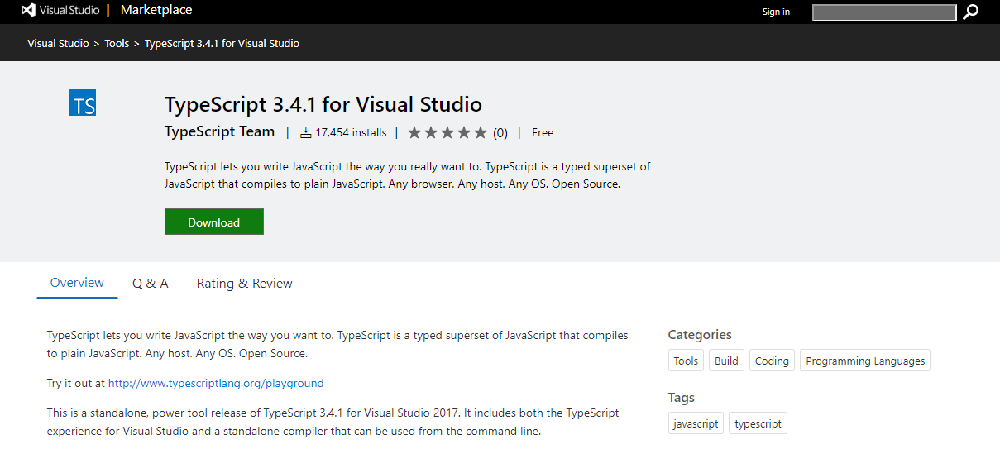 Visual Studio | Marketplace
Sign in
Visual Studio > Tools > TypeScript 3.4.1 for Visual Studio
TS
TypeScript 3.4.1 for Visual Studio
TypeScript Team | 17,454 installs | (0) | Free
TypeScript lets you write JavaScript the way you really want to. TypeScript is a typed superset of
JavaScript that compiles to plain JavaScript. Any browser. Any host. Any OS. Open Source.
Download
Overview Q & A Rating & Review
TypeScript lets you write JavaScript the way you want to. TypeScript is a typed superset of JavaScript that compiles
to plain JavaScript. Any host. Any OS. Open Source.
Try it out at http://www.typescriptlang.org/playground
This is a standalone, power tool release of TypeScript 3.4.1 for Visual Studio 2017. It includes both the TypeScript
experience for Visual Studio and a standalone compiler that can be used from the command line.
Categories
Tools Build Coding Programming Languages
Tags
javascript typescript